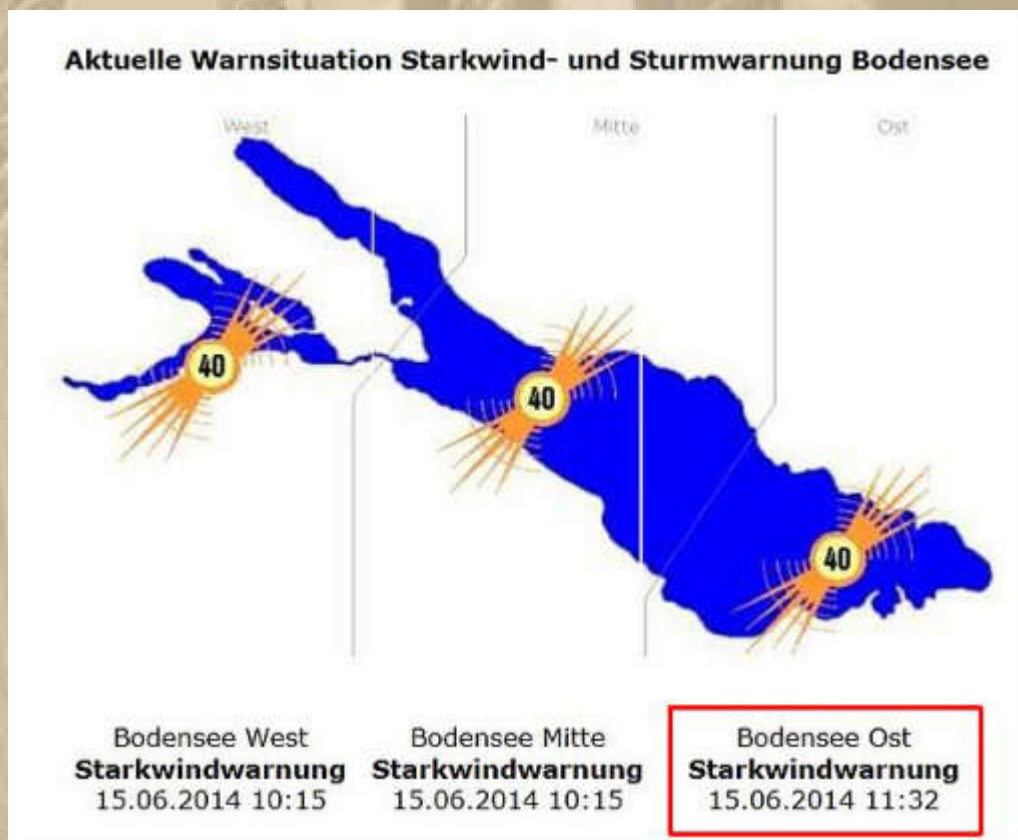 Aktuelle Warnsituation Starkwind- und Sturmwarnung Bodensee
West
Mitte
Ost
40
40
40
Bodensee West
Starkwindwarnung
15.06.2014 10:15
Bodensee Mitte
Starkwindwarnung
15.06.2014 10:15
Bodensee Ost
Starkwindwarnung
15.06.2014 11:32